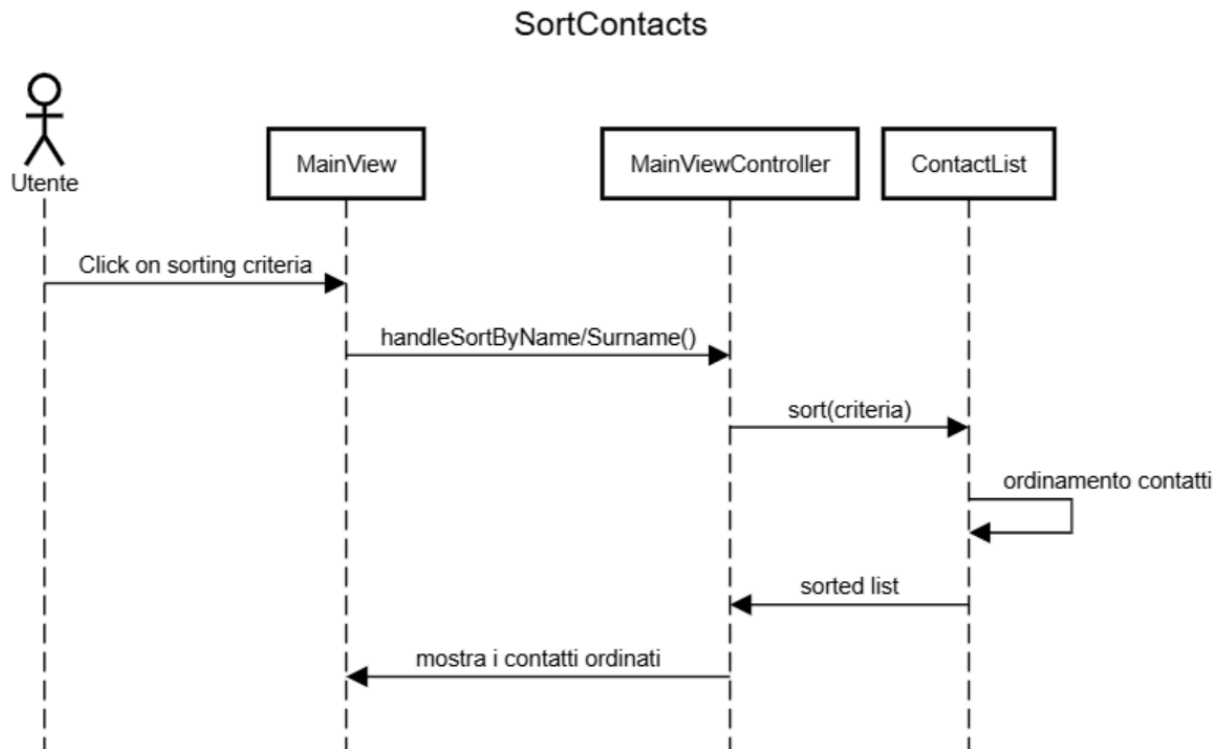 SortContacts
Utente
MainView
MainViewController
ContactList
Click on sorting criteria
handleSortByName/Surname()
sort(criteria)
ordinamento contatti
sorted list
mostra i contatti ordinati